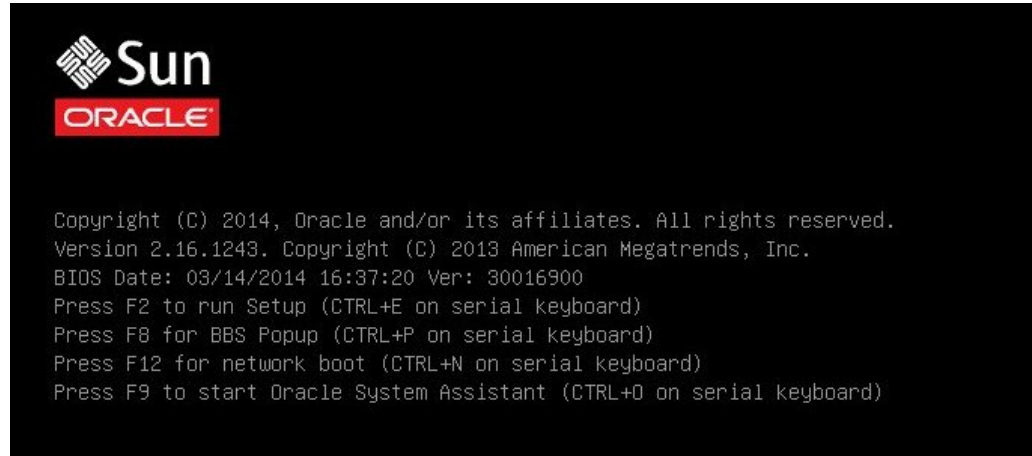 Sun
ORACLE
Copyright (C) 2014, Oracle and/or its affiliates. All rights reserved.
Version 2.16.1243. Copyright (C) 2013 American Megatrends, Inc.
BIOS Date: 03/14/2014 16:37:20 Ver: 30016900
Press F2 to run Setup (CTRL+E on serial keyboard)
Press F8 for BBS Popup (CTRL+P on serial keyboard)
Press F12 for network boot (CTRL+N on serial keyboard)
Press F9 to start Oracle System Assistant (CTRL+O on serial keyboard)